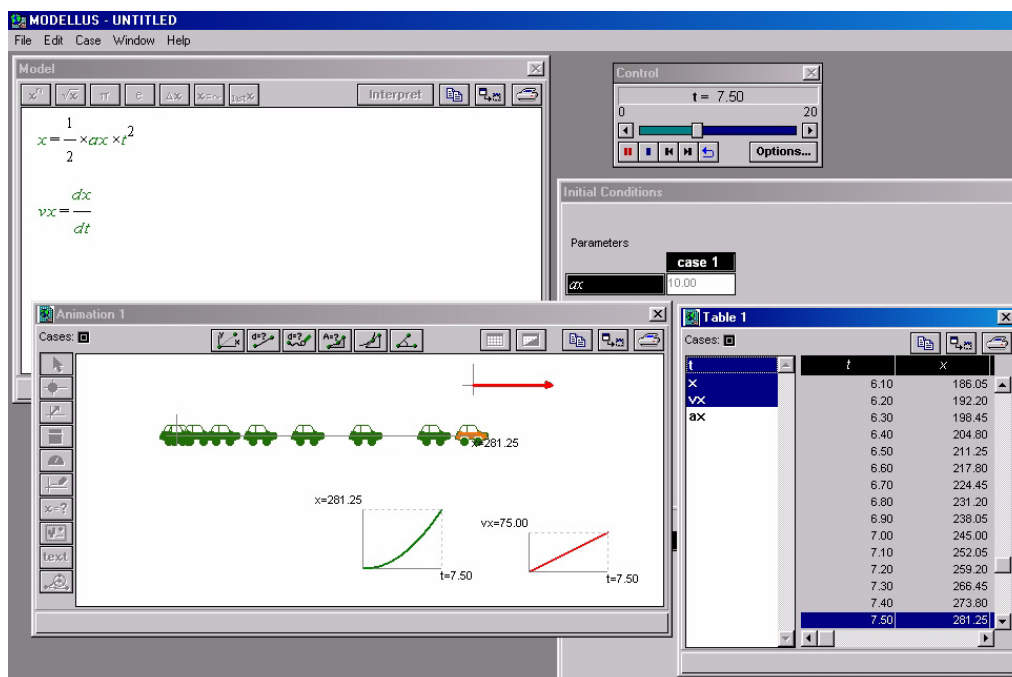 MODELLUS - UNTITLED
File Edit Case Window Help
Model
xⁿ √x π e Δx x=~ Interpret
x = 1/2 × ax × t²
vx = dx/dt
Control
t = 7.50
0 20
Options...
Initial Conditions
Parameters
case 1
ax 10.00
Animation 1
Cases:
x=281.25
x=281.25
t=7.50
vx=75.00
t=7.50
x=?
text
Table 1
Cases:
t
x
vx
ax
t x
6.10 186.05
6.20 192.20
6.30 198.45
6.40 204.80
6.50 211.25
6.60 217.80
6.70 224.45
6.80 231.20
6.90 238.05
7.00 245.00
7.10 252.05
7.20 259.20
7.30 266.45
7.40 273.80
7.50 281.25